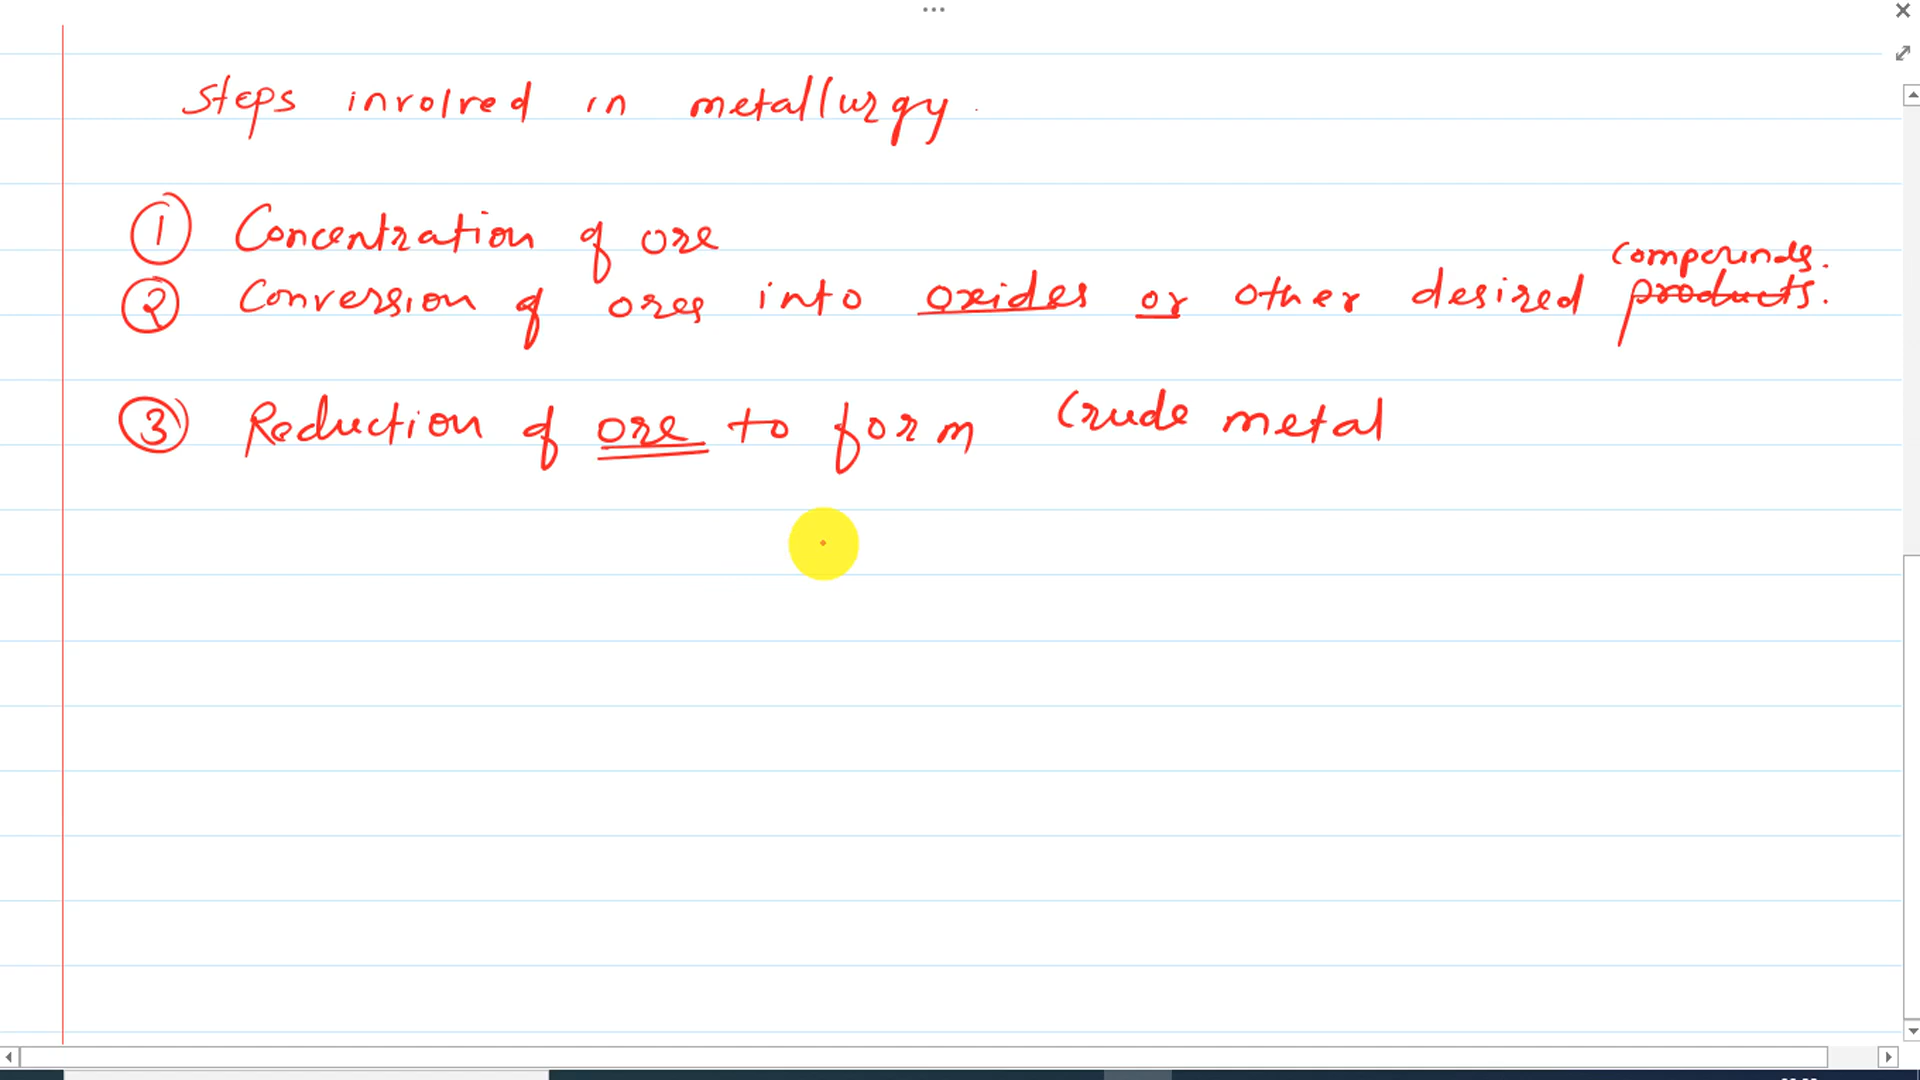 Steps involved in metallurgy.
① Concentration of ore
compounds.
② Conversion of ores into oxides or other desired products.
③ Reduction of ore to form crude metal